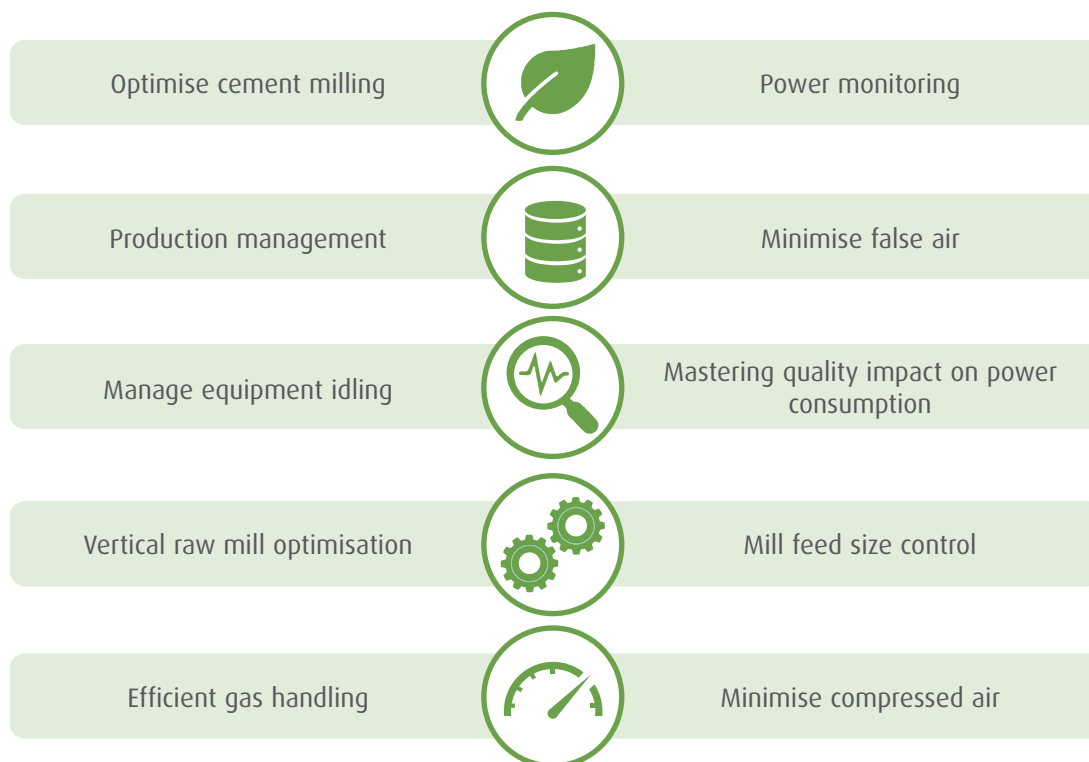 Optimise cement milling
Power monitoring
Production management
Minimise false air
Manage equipment idling
Mastering quality impact on power
consumption
Vertical raw mill optimisation
Mill feed size control
Efficient gas handling
Minimise compressed air